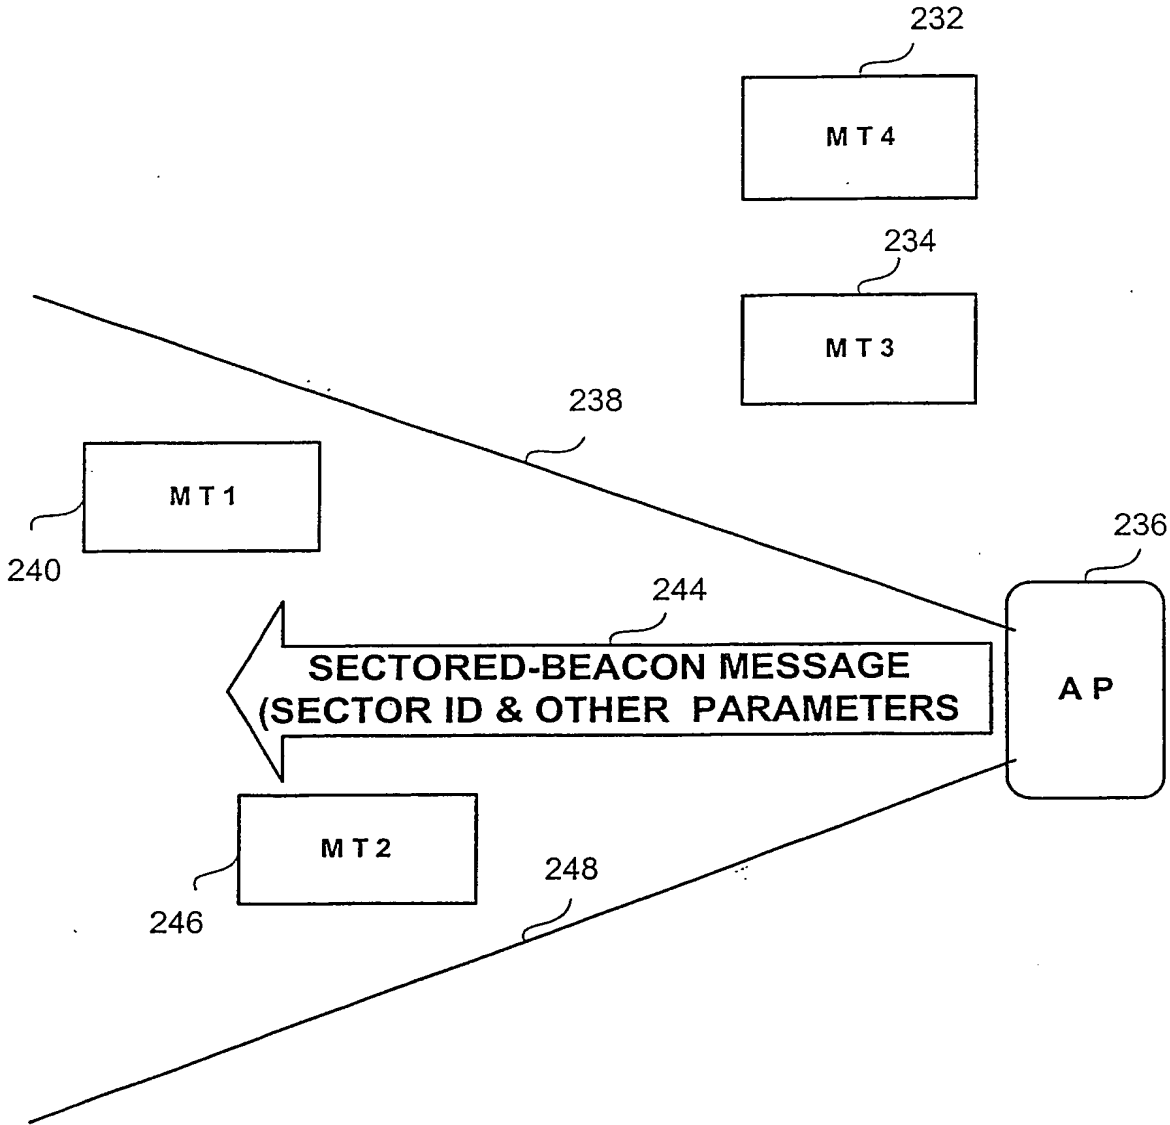 232
MT4
234
MT3
238
MT1
240
236
244
SECTORED-BEACON MESSAGE
(SECTOR ID & OTHER PARAMETERS
AP
MT2
246
248